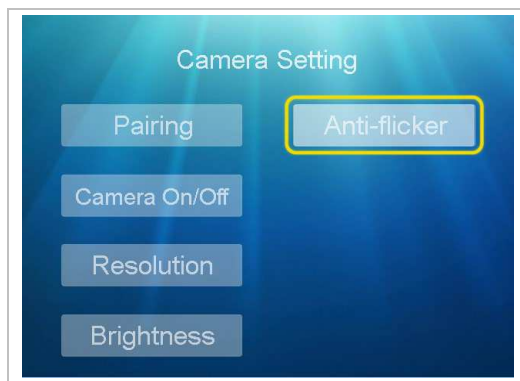 Camera Setting
Pairing
Anti-flicker
Camera On/Off
Resolution
Brightness